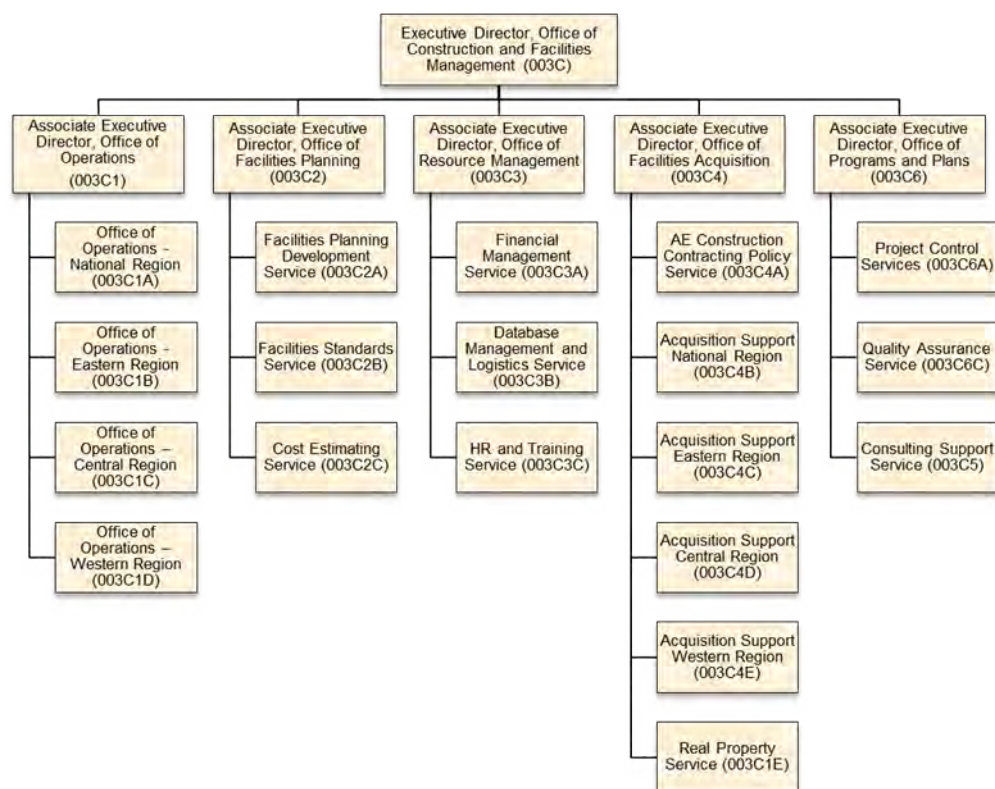 Executive Director, Office of
Construction and Facilities
Management (003C)
Associate Executive
Director, Office of
Operations
(003C1)
Associate Executive
Director, Office of
Facilities Planning
(003C2)
Associate Executive
Director, Office of
Resource Management
(003C3)
Associate Executive
Director, Office of
Facilities Acquisition
(003C4)
Associate Executive
Director, Office of
Programs and Plans
(003C6)
Office of
Operations –
National Region
(003C1A)
Office of
Operations -
Eastern Region
(003C1B)
Office of
Operations –
Central Region
(003C1C)
Office of
Operations –
Western Region
(003C1D)
Facilities Planning
Development
Service (003C2A)
Facilities Standards
Service (003C2B)
Cost Estimating
Service (003C2C)
Financial
Management
Service (003C3A)
Database
Management and
Logistics Service
(003C3B)
HR and Training
Service (003C3C)
AE Construction
Contracting Policy
Service (003C4A)
Acquisition Support
National Region
(003C4B)
Acquisition Support
Eastern Region
(003C4C)
Acquisition Support
Central Region
(003C4D)
Acquisition Support
Western Region
(003C4E)
Real Property
Service (003C1E)
Project Control
Services (003C6A)
Quality Assurance
Service (003C6C)
Consulting Support
Service (003C5)